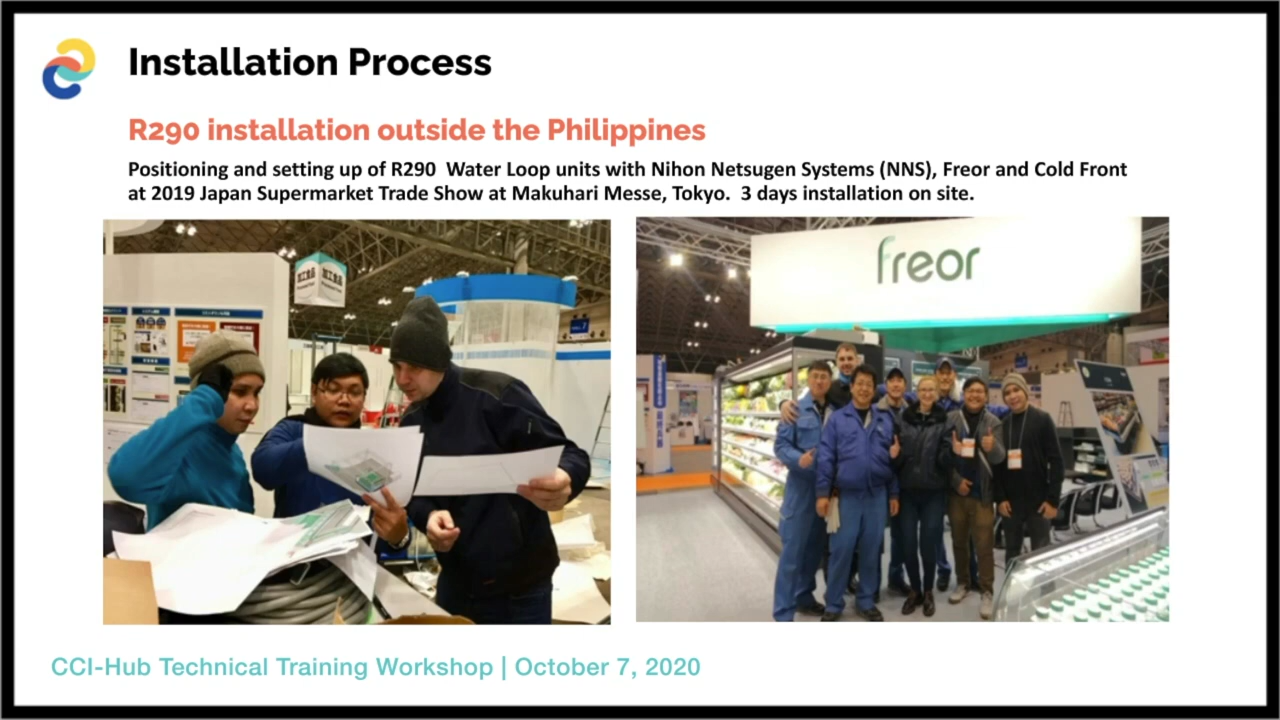 Installation Process
R290 installation outside the Philippines
Positioning and setting up of R290  Water Loop units with Nihon Netsugen Systems (NNS), Freor and Cold Front
at 2019 Japan Supermarket Trade Show at Makuhari Messe, Tokyo.  3 days installation on site.
freor
CCI-Hub Technical Training Workshop | October 7, 2020